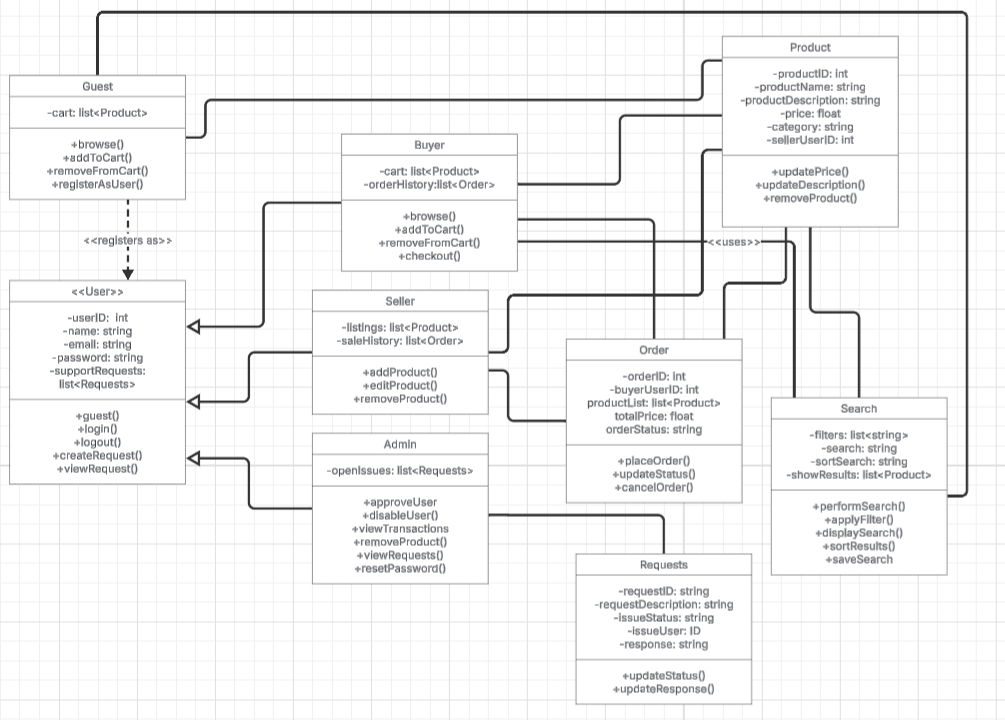 Guest
-cart: list<Product>
+browse()
+addToCart()
+removeFromCart()
+registerAsUser()
<<registers as>>
<<User>>
-userID: int
-name: string
-email: string
-password: string
-supportRequests:
list<Requests>
+guest()
+login()
+logout()
+createRequest()
+viewRequest()
Buyer
-cart: list<Product>
-orderHistory:list<Order>
+browse()
+addToCart()
+removeFromCart()
+checkout()
Seller
-listings: list<Product>
-saleHistory: list<Order>
+addProduct()
+editProduct()
+removeProduct()
Admin
-openIssues: list<Requests>
+approveUser
+disableUser()
+viewTransactions
+removeProduct()
+viewRequests()
+resetPassword()
Product
-productID: int
-productName: string
-productDescription: string
-price: float
-category: string
-sellerUserID: int
+updatePrice()
+updateDescription()
+removeProduct()
<<uses>>
Order
-orderID: int
-buyerUserID: int
productList: list<Product>
totalPrice: float
orderStatus: string
+placeOrder()
+updateStatus()
+cancelOrder()
Search
-filters: list<string>
-search: string
-sortSearch: string
-showResults: list<Product>
+performSearch()
+applyFilter()
+displaySearch()
+sortResults()
+saveSearch
Requests
-requestID: string
-requestDescription: string
-issueStatus: string
-issueUser: ID
-response: string
+updateStatus()
+updateResponse()